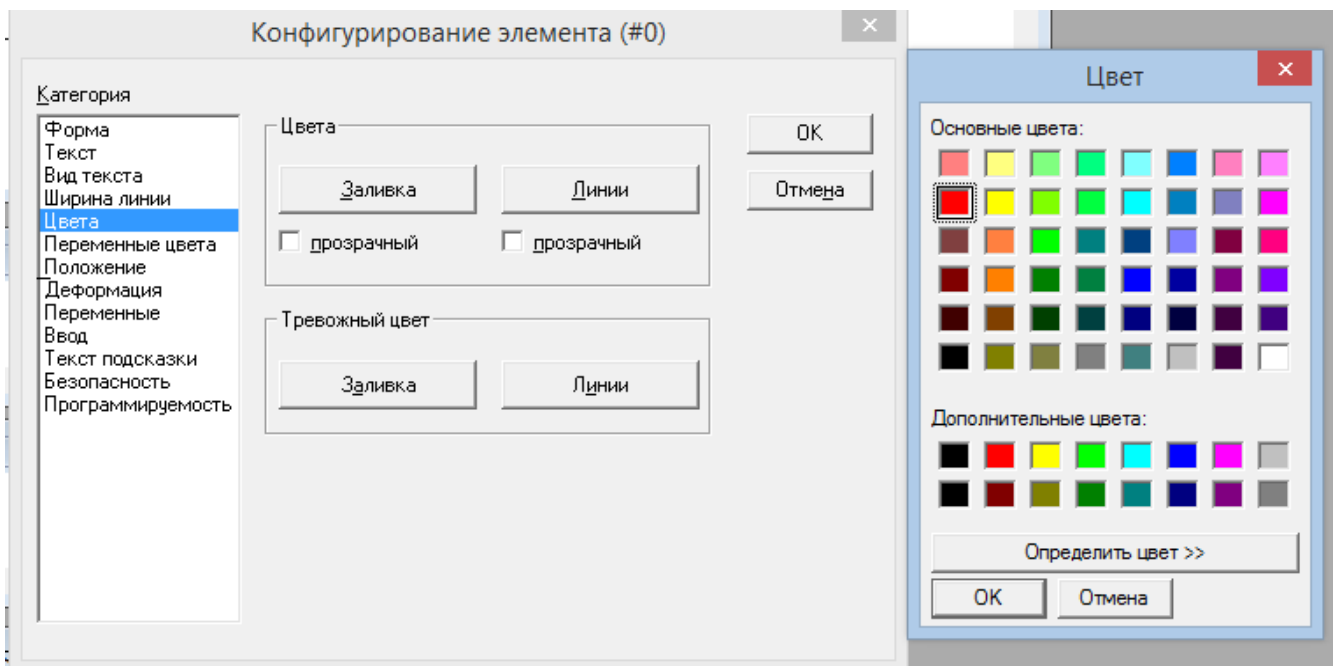 Конфигурирование элемента (#0)
Категория
Форма
Текст
Вид текста
Ширина линии
Цвета
Переменные цвета
Положение
Деформация
Переменные
Ввод
Текст подсказки
Безопасность
Программируемость
Цвета
Заливка
Линии
прозрачный
прозрачный
Тревожный цвет
Заливка
Линии
OK
Отмена
Цвет
Основные цвета:
Дополнительные цвета:
Определить цвет >>
OK
Отмена